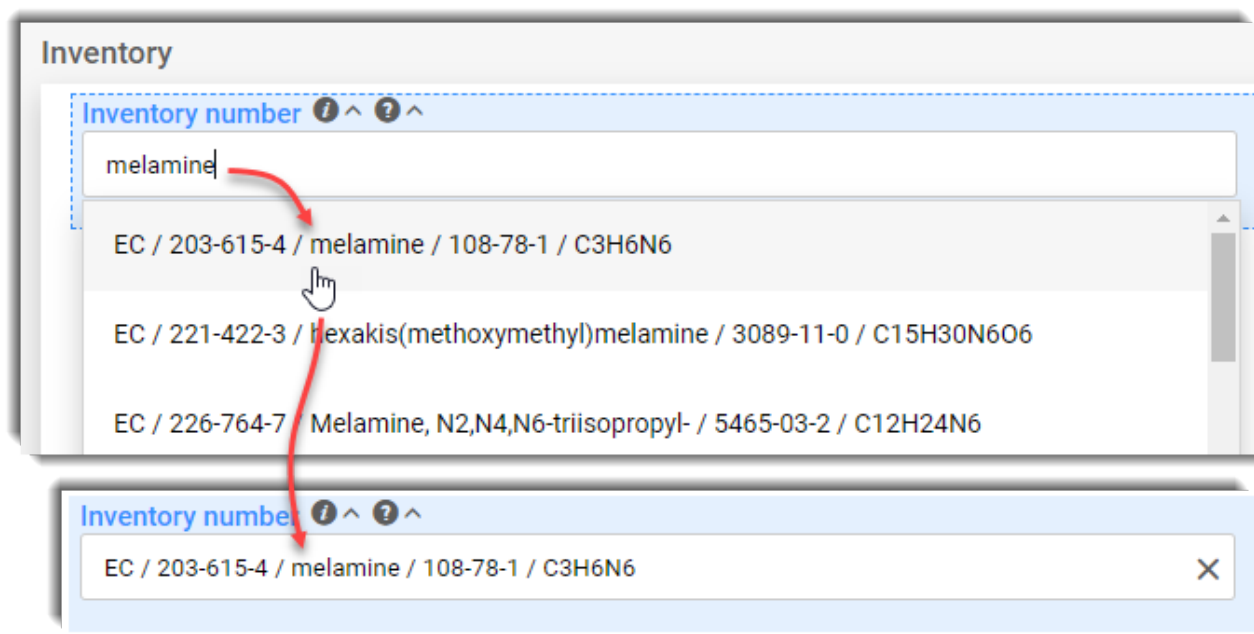 Inventory
Inventory number
melamine
EC / 203-615-4 / melamine / 108-78-1 / C3H6N6
EC / 221-422-3 / hexakis(methoxymethyl)melamine / 3089-11-0 / C15H30N6O6
EC / 226-764-7 / Melamine, N2,N4,N6-triisopropyl- / 5465-03-2 / C12H24N6
Inventory number
EC / 203-615-4 / melamine / 108-78-1 / C3H6N6